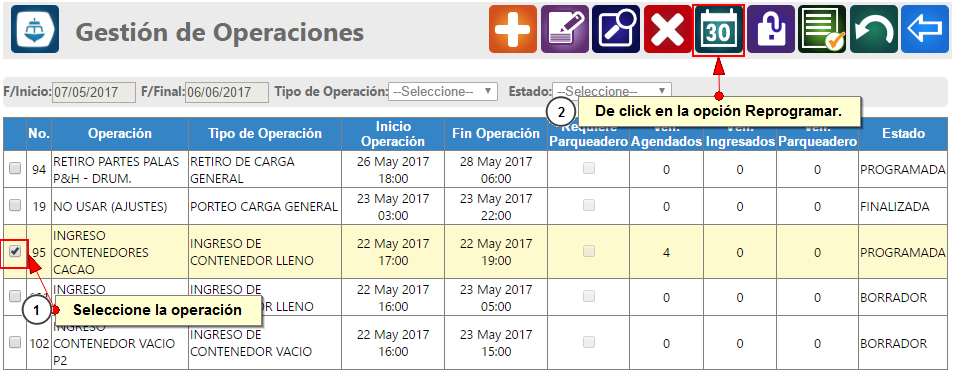 Gestión de Operaciones
30
F/Inicio: 07/05/2017 F/Final: 06/06/2017 Tipo de Operación: --Seleccione-- Estado: --Seleccione--
2 De click en la opción Reprogramar.
No. Operación Tipo de Operación Inicio Operación Fin Operación Requiere Parqueadero Ven. Agendados Ven. Ingresados Ven. Parqueadero Estado
94 RETIRO PARTES PALAS P&H - DRUM. RETIRO DE CARGA GENERAL 26 May 2017 18:00 28 May 2017 06:00 0 0 0 PROGRAMADA
19 NO USAR (AJUSTES) PORTEO CARGA GENERAL 23 May 2017 03:00 23 May 2017 22:00 0 0 0 FINALIZADA
95 INGRESO CONTENEDORES CACAO INGRESO DE CONTENEDOR LLENO 22 May 2017 17:00 22 May 2017 19:00 4 0 0 PROGRAMADA
INGRESO INGRESO DE CONTENEDOR LLENO 22 May 2017 16:00 23 May 2017 05:00 0 0 0 BORRADOR
1 Seleccione la operación
102 INGRESO CONTENEDOR VACIO P2 INGRESO DE CONTENEDOR VACIO 22 May 2017 16:00 23 May 2017 15:00 0 0 0 BORRADOR